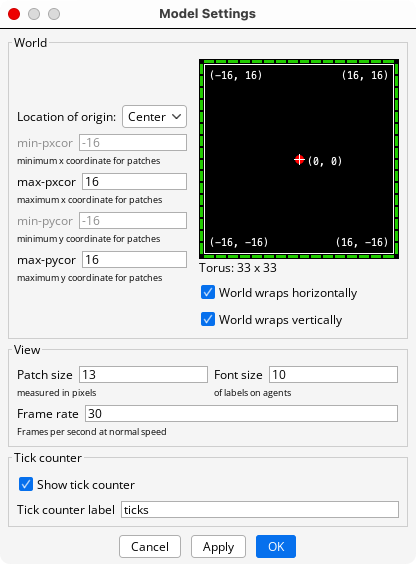 Model Settings
World
Location of origin: Center
min-pxcor -16
minimum x coordinate for patches
max-pxcor 16
maximum x coordinate for patches
min-pycor -16
minimum y coordinate for patches
max-pycor 16
maximum y coordinate for patches
(−16, 16) (16, 16)
(0, 0)
(−16, −16) (16, −16)
Torus: 33 x 33
World wraps horizontally
World wraps vertically
View
Patch size 13 Font size 10
measured in pixels of labels on agents
Frame rate 30
Frames per second at normal speed
Tick counter
Show tick counter
Tick counter label ticks
Cancel Apply OK